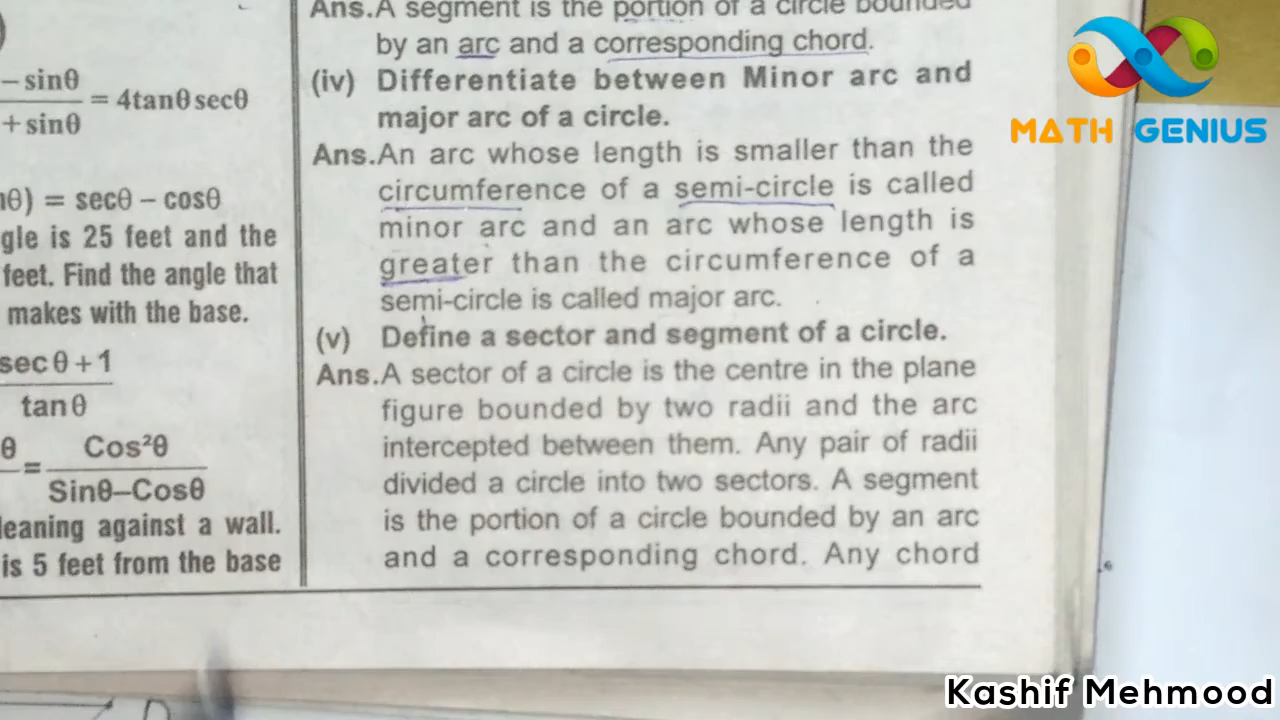 – sinθ
+ sinθ
= 4tanθ secθ
θ) = secθ – cosθ
gle is 25 feet and the
feet. Find the angle that
makes with the base.
secθ + 1
tanθ
θ
=
Cos²θ
Sinθ–Cosθ
leaning against a wall.
is 5 feet from the base
Ans.A segment is the portion of a circle bounded
by an arc and a corresponding chord.
(iv) Differentiate between Minor arc and
major arc of a circle.
Ans.An arc whose length is smaller than the
circumference of a semi-circle is called
minor arc and an arc whose length is
greater than the circumference of a
semi-circle is called major arc.
(v) Define a sector and segment of a circle.
Ans.A sector of a circle is the centre in the plane
figure bounded by two radii and the arc
intercepted between them. Any pair of radii
divided a circle into two sectors. A segment
is the portion of a circle bounded by an arc
and a corresponding chord. Any chord
MATH GENIUS
Kashif Mehmood